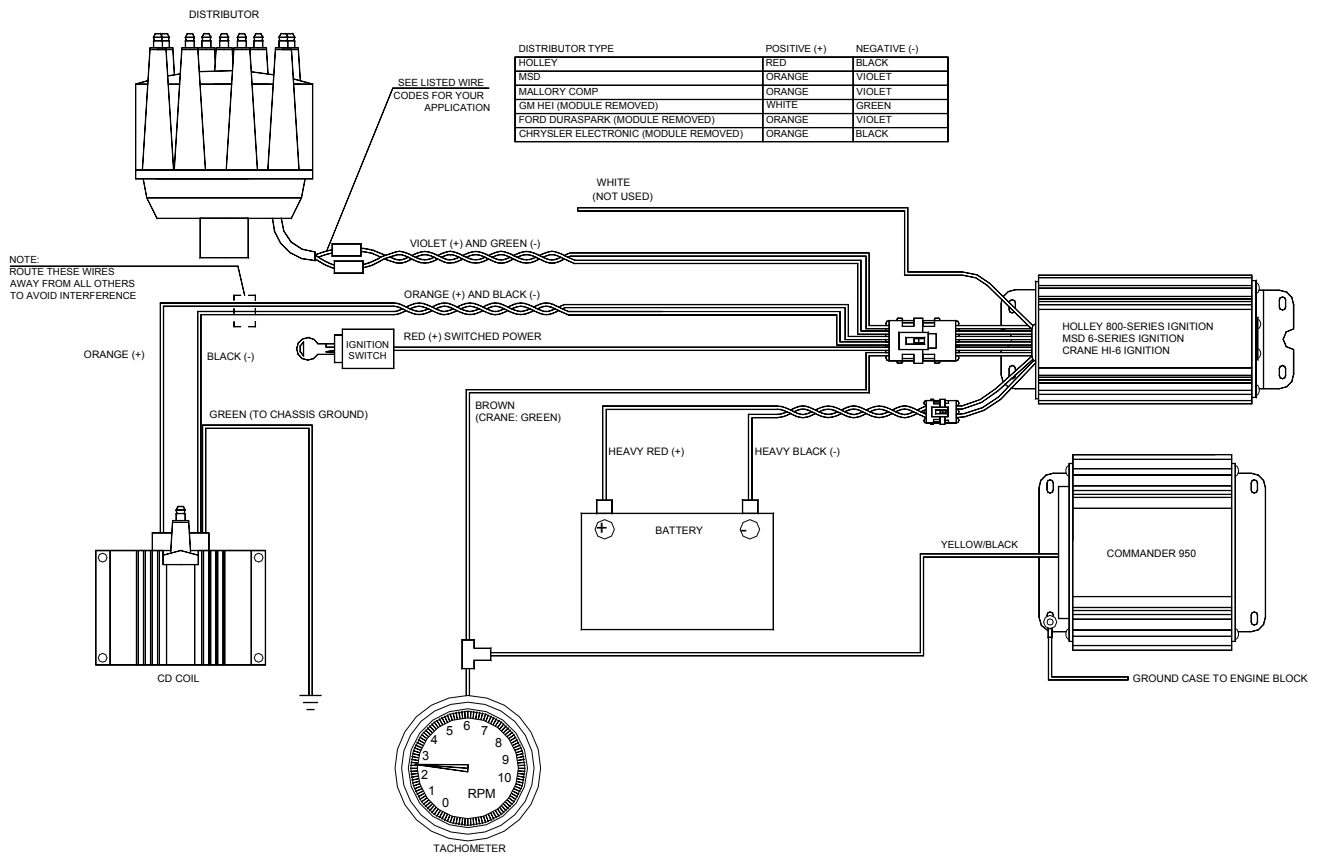 DISTRIBUTOR
DISTRIBUTOR TYPE POSITIVE (+) NEGATIVE (-)
HOLLEY RED BLACK
MSD ORANGE VIOLET
MALLORY COMP ORANGE VIOLET
GM HEI (MODULE REMOVED) WHITE GREEN
FORD DURASPARK (MODULE REMOVED) ORANGE VIOLET
CHRYSLER ELECTRONIC (MODULE REMOVED) ORANGE BLACK
SEE LISTED WIRE
CODES FOR YOUR
APPLICATION
WHITE
(NOT USED)
VIOLET (+) AND GREEN (-)
NOTE:
ROUTE THESE WIRES
AWAY FROM ALL OTHERS
TO AVOID INTERFERENCE
ORANGE (+) AND BLACK (-)
HOLLEY 800-SERIES IGNITION
MSD 6-SERIES IGNITION
CRANE HI-6 IGNITION
RED (+) SWITCHED POWER
IGNITION
SWITCH
ORANGE (+)
BLACK (-)
GREEN (TO CHASSIS GROUND)
BROWN
(CRANE: GREEN)
HEAVY RED (+)
HEAVY BLACK (-)
+
BATTERY
-
YELLOW/BLACK
COMMANDER 950
CD COIL
GROUND CASE TO ENGINE BLOCK
0
1
2
3
4
5
6
7
8
9
10
RPM
TACHOMETER